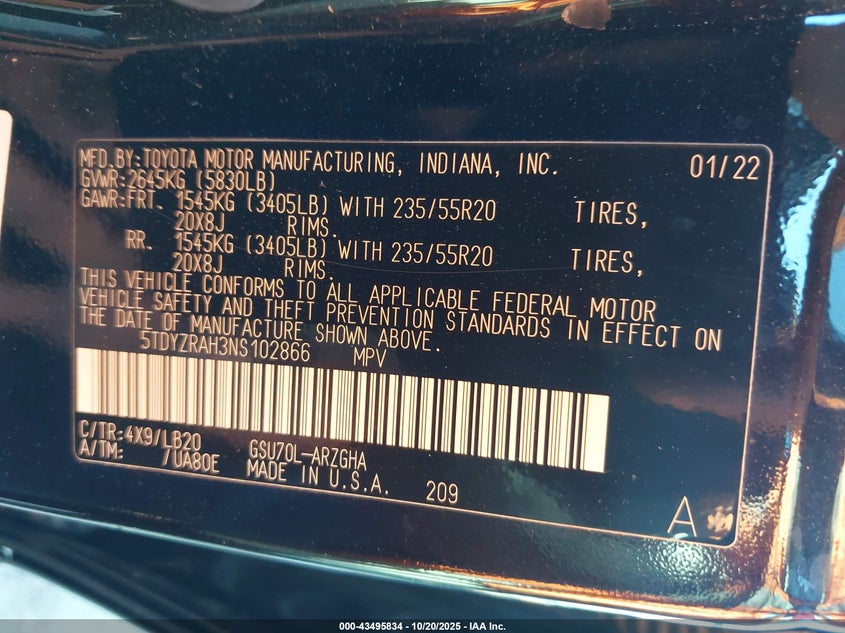 MFD.BY:TOYOTA MOTOR MANUFACTURING, INDIANA, INC. 01/22
GVWR:2645KG (5830LB)
GAWR:FRT. 1545KG (3405LB) WITH 235/55R20 TIRES,
20X8J RIMS.
RR. 1545KG (3405LB) WITH 235/55R20 TIRES,
20X8J RIMS.
THIS VEHICLE CONFORMS TO ALL APPLICABLE FEDERAL MOTOR
VEHICLE SAFETY AND THEFT PREVENTION STANDARDS IN EFFECT ON
THE DATE OF MANUFACTURE SHOWN ABOVE.
5TDYZRAH3NS102866 MPV
C/TR:4X9/LB20 GSU70L-ARZGHA
A/TM: /UA80E MADE IN U.S.A. 209
A
000-43495834 - 10/20/2025 - IAA Inc.